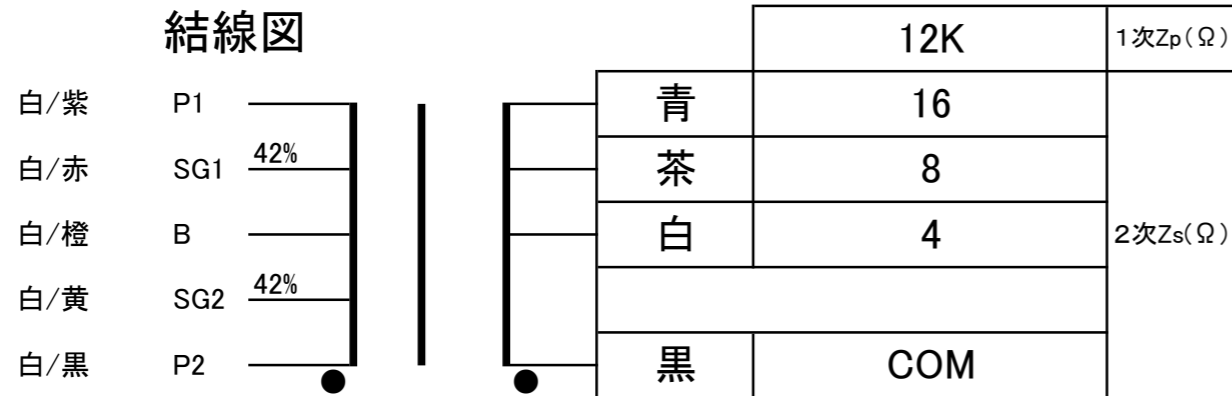 結線図
12K 1次Zp(Ω)
白/紫 P1 青 16
白/赤 SG1 42% 茶 8
白/橙 B 白 4 2次Zs(Ω)
白/黄 SG2 42%
白/黒 P2 黒 COM